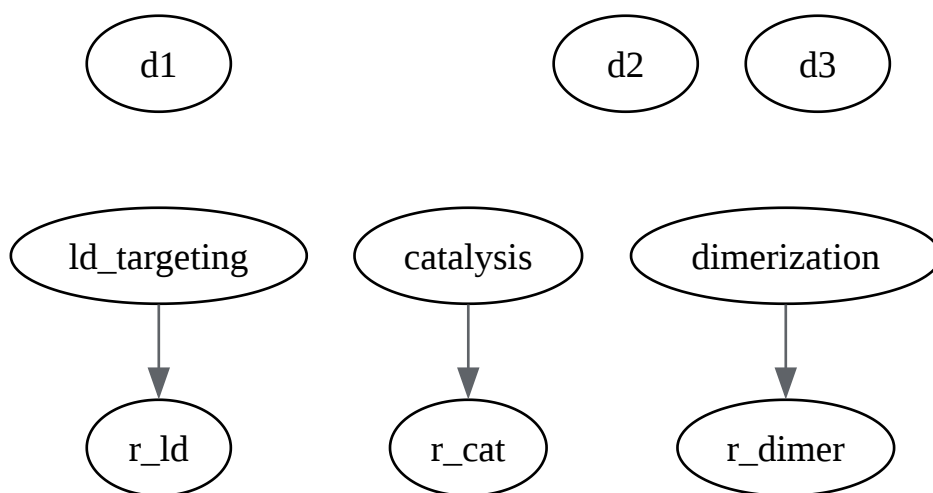 d1
d2
d3
ld_targeting
catalysis
dimerization
r_ld
r_cat
r_dimer